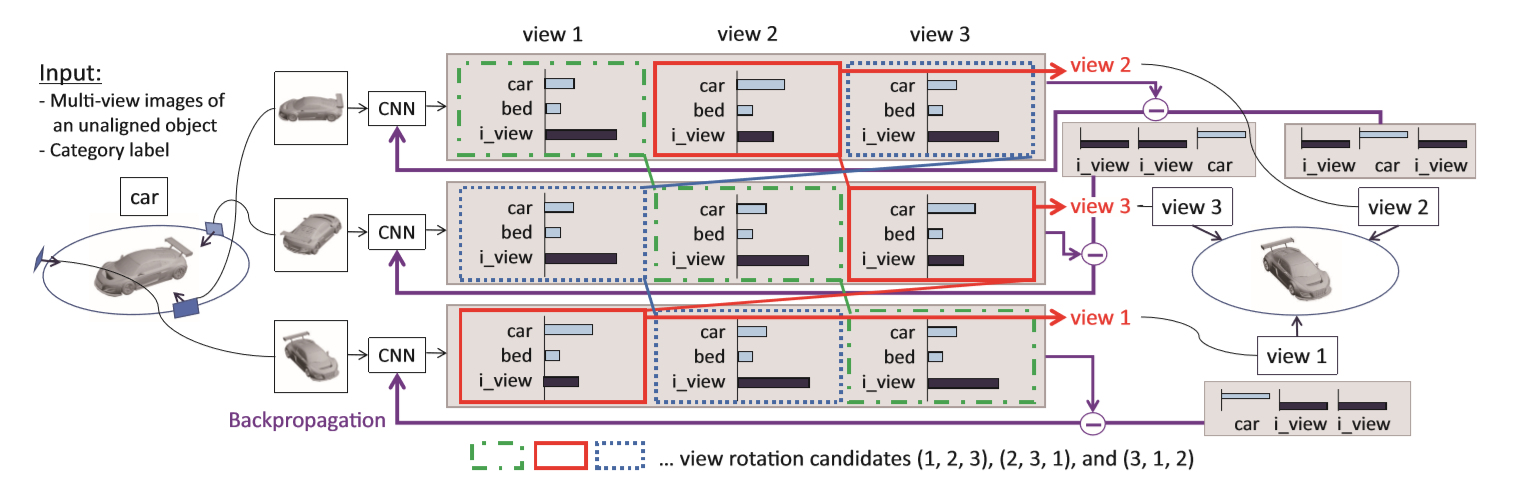 view 1 view 2 view 3
Input:
- Multi-view images of
an unaligned object
- Category label
car
CNN
car
bed
i_view
car
bed
i_view
car
bed
i_view
view 2
i_view i_view car
i_view car i_view
CNN
car
bed
i_view
car
bed
i_view
car
bed
i_view
view 3
view 3
view 2
CNN
car
bed
i_view
car
bed
i_view
car
bed
i_view
view 1
view 1
car i_view i_view
Backpropagation
... view rotation candidates (1, 2, 3), (2, 3, 1), and (3, 1, 2)